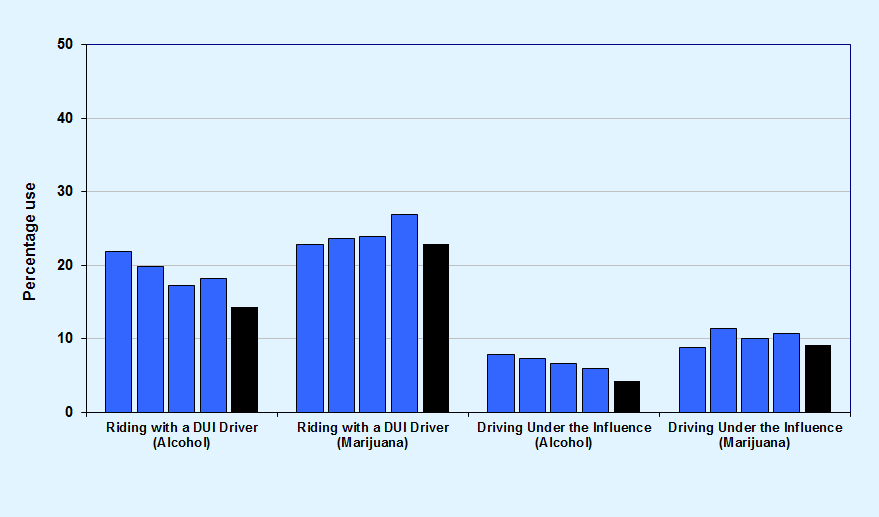 50
40
30
20
10
0
Percentage use
Riding with a DUI Driver
(Alcohol)
Riding with a DUI Driver
(Marijuana)
Driving Under the Influence
(Alcohol)
Driving Under the Influence
(Marijuana)